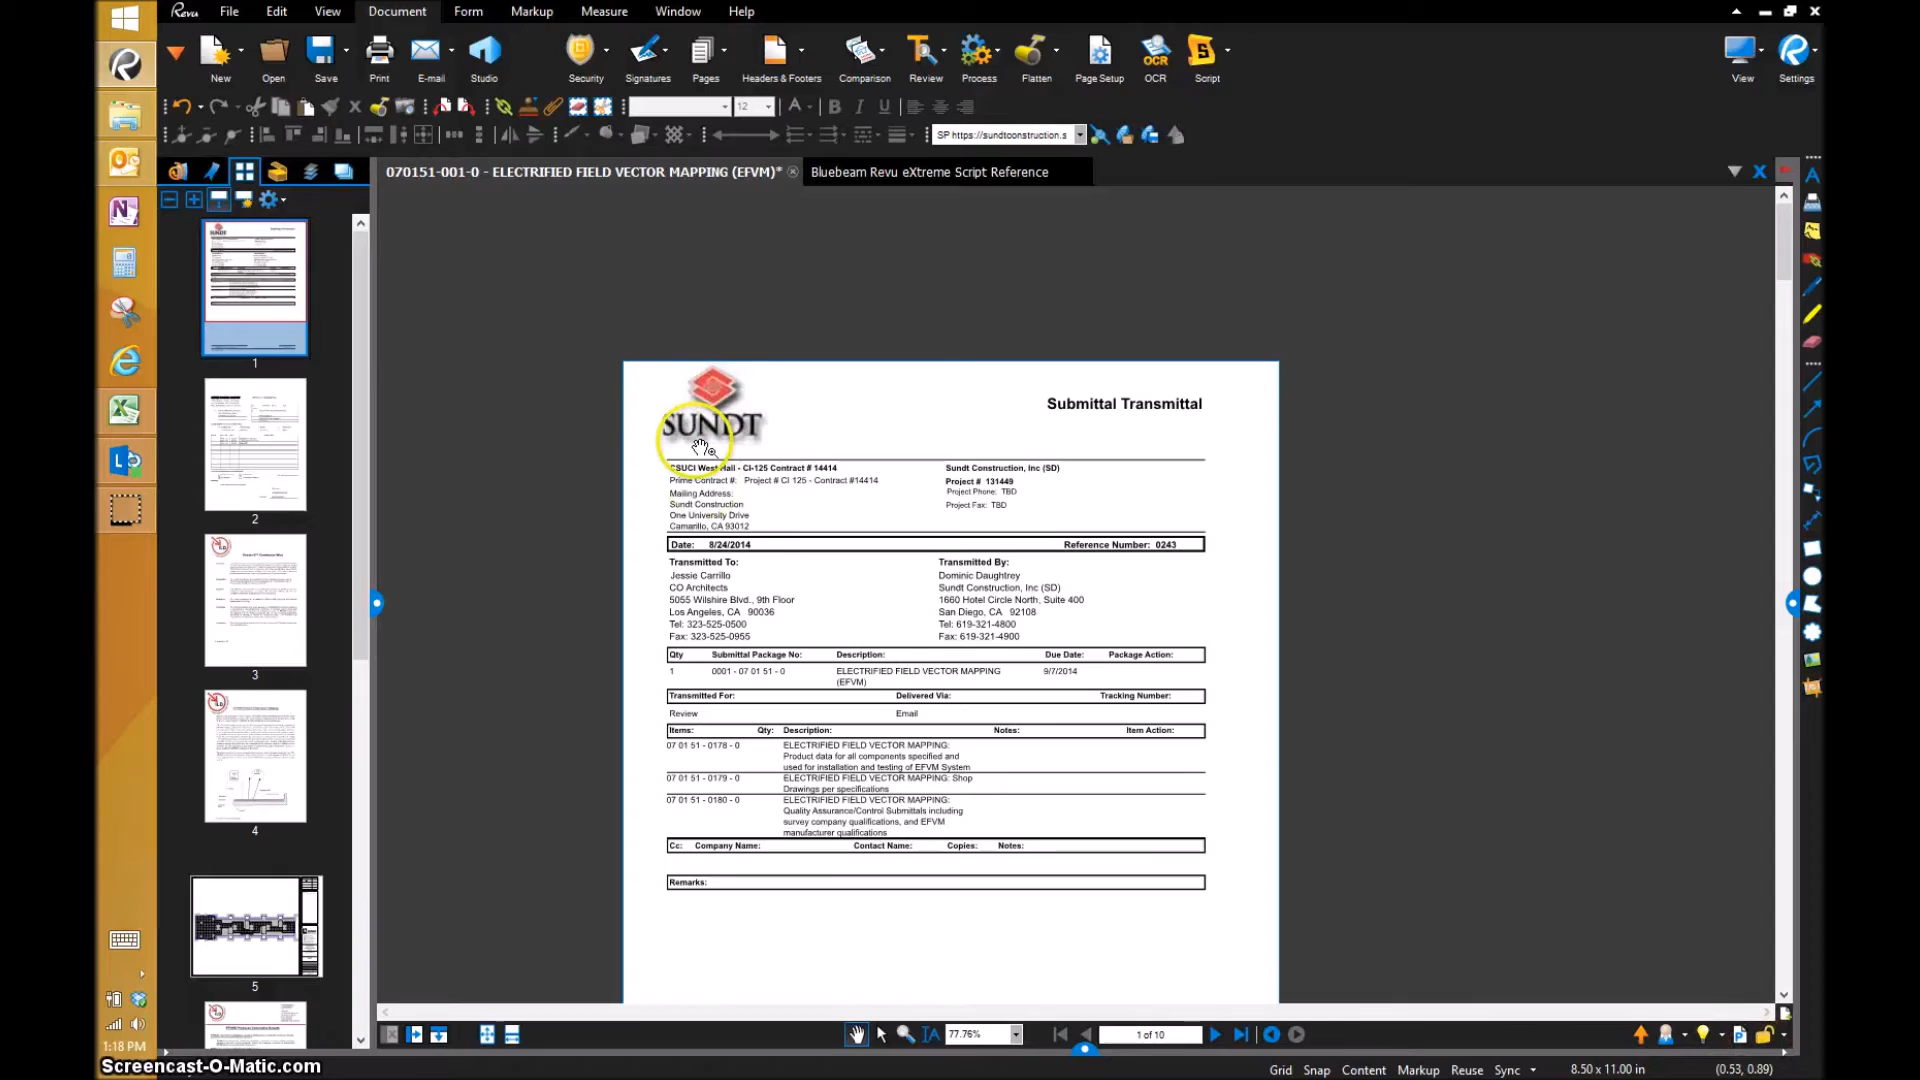 Revu File Edit View Document Form Markup Measure Window Help
New Open Save Print E-mail Studio Security Signatures Pages Headers & Footers Comparison Review Process Flatten Page Setup OCR Script View Settings
12
SP https://sundtconstruction.s
070151-001-0 - ELECTRIFIED FIELD VECTOR MAPPING (EFVM)* Bluebeam Revu eXtreme Script Reference
1
2
3
4
5
SUNDT
Submittal Transmittal
CSUCI West Hall - CI-125 Contract # 14414 Sundt Construction, Inc (SD)
Prime Contract #: Project # CI 125 - Contract #14414 Project # 131449
Mailing Address: Project Phone: TBD
Sundt Construction Project Fax: TBD
One University Drive
Camarillo, CA 93012
Date: 8/24/2014 Reference Number: 0243
Transmitted To: Transmitted By:
Jessie Carrillo Dominic Daughtrey
CO Architects Sundt Construction, Inc (SD)
5055 Wilshire Blvd., 9th Floor 1660 Hotel Circle North, Suite 400
Los Angeles, CA 90036 San Diego, CA 92108
Tel: 323-525-0500 Tel: 619-321-4800
Fax: 323-525-0955 Fax: 619-321-4900
Qty Submittal Package No: Description: Due Date: Package Action:
1 0001 - 07 01 51 - 0 ELECTRIFIED FIELD VECTOR MAPPING 9/7/2014
(EFVM)
Transmitted For: Delivered Via: Tracking Number:
Review Email
Items: Qty: Description: Notes: Item Action:
07 01 51 - 0178 - 0 ELECTRIFIED FIELD VECTOR MAPPING:
Product data for all components specified and
used for installation and testing of EFVM System
07 01 51 - 0179 - 0 ELECTRIFIED FIELD VECTOR MAPPING: Shop
Drawings per specifications
07 01 51 - 0180 - 0 ELECTRIFIED FIELD VECTOR MAPPING:
Quality Assurance/Control Submittals including
survey company qualifications, and EFVM
manufacturer qualifications
Cc: Company Name: Contact Name: Copies: Notes:
Remarks:
77.76% 1 of 10
1:18 PM
Screencast-O-Matic.com
Grid Snap Content Markup Reuse Sync 8.50 x 11.00 in (0.53, 0.89)